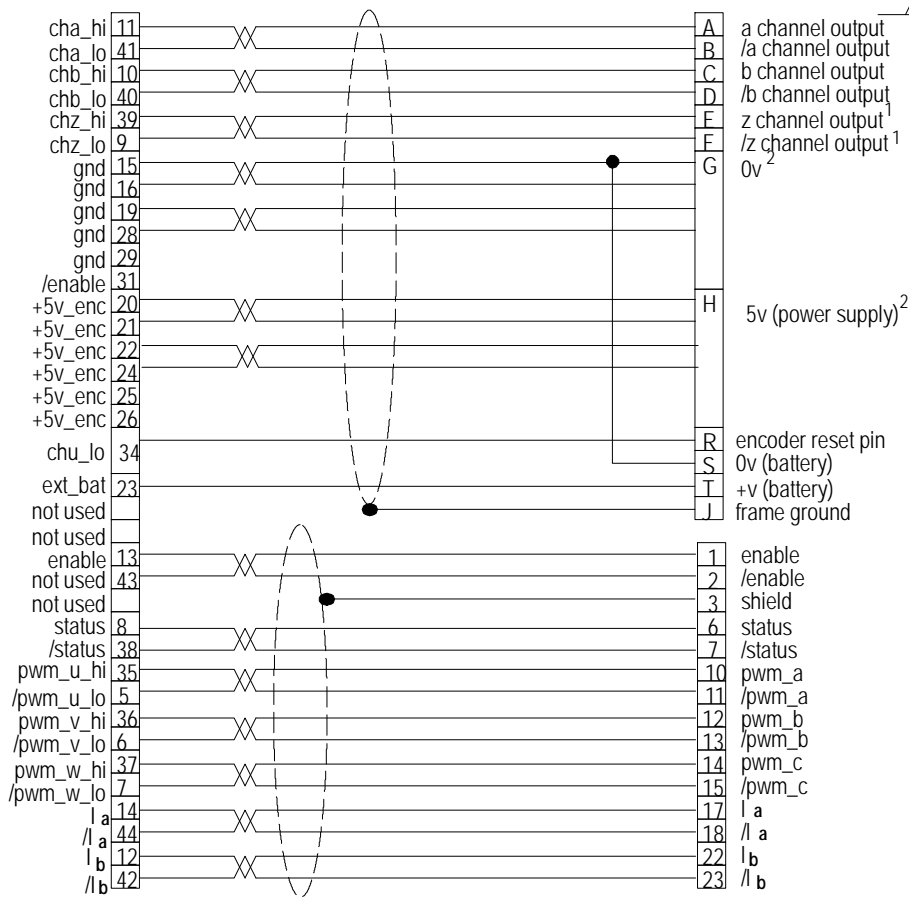 cha_hi 11 A a channel output
cha_lo 41 B /a channel output
chb_hi 10 C b channel output
chb_lo 40 D /b channel output
chz_hi 39 E z channel output 1
chz_lo 9 F /z channel output 1
gnd 15 G 0v 2
gnd 16
gnd 19
gnd 28
gnd 29
/enable 31
+5v_enc 20 H 5v (power supply) 2
+5v_enc 21
+5v_enc 22
+5v_enc 24
+5v_enc 25
+5v_enc 26
chu_lo 34 R encoder reset pin
S 0v (battery)
ext_bat 23 T +v (battery)
not used J frame ground
not used
enable 13 1 enable
not used 43 2 /enable
not used 3 shield
status 8 6 status
/status 38 7 /status
pwm_u_hi 35 10 pwm_a
/pwm_u_lo 5 11 /pwm_a
pwm_v_hi 36 12 pwm_b
/pwm_v_lo 6 13 /pwm_b
pwm_w_hi 37 14 pwm_c
/pwm_w_lo 7 15 /pwm_c
I a 14 17 I a
/I a 44 18 /I a
I b 12 22 I b
/I b 42 23 /I b